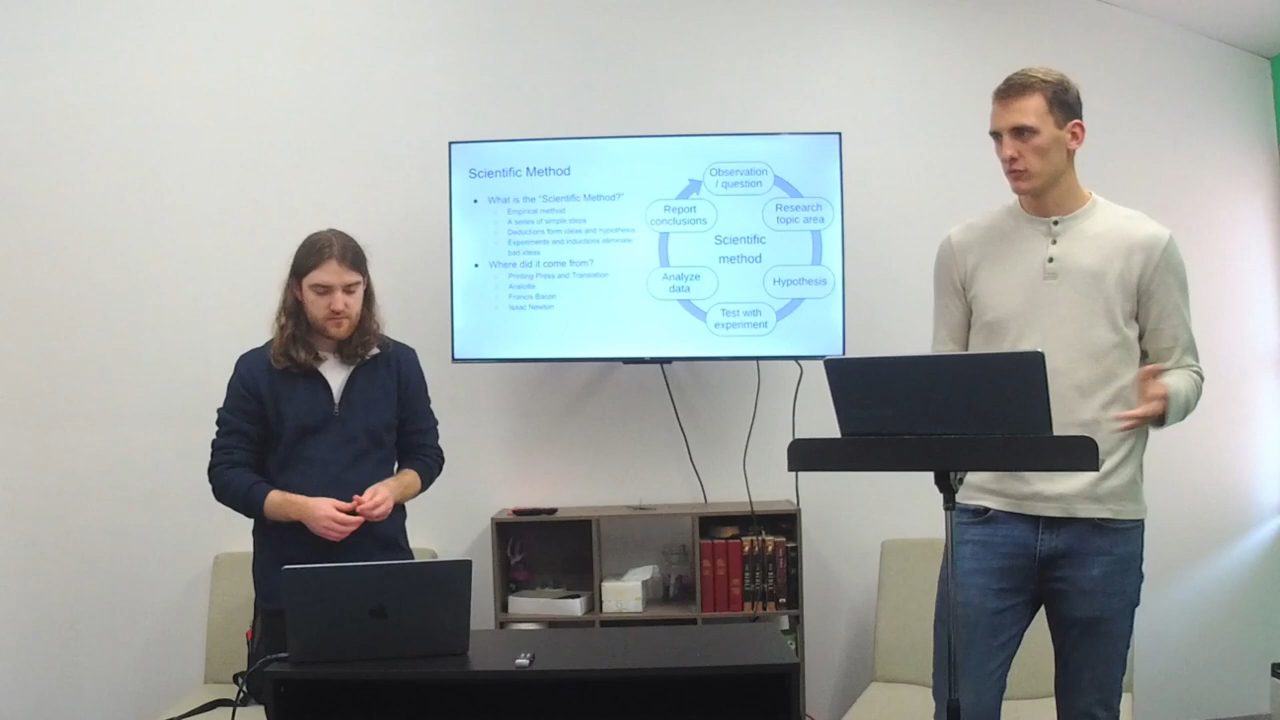 Scientific Method
What is the "Scientific Method?"
Empirical method
A series of simple steps
Deductions form ideas and hypothesis
Experiments and inductions eliminate
bad ideas
Where did it come from?
Printing Press and Translation
Aristotle
Francis Bacon
Isaac Newton
Observation
/ question
Research
topic area
Hypothesis
Test with
experiment
Analyze
data
Report
conclusions
Scientific
method